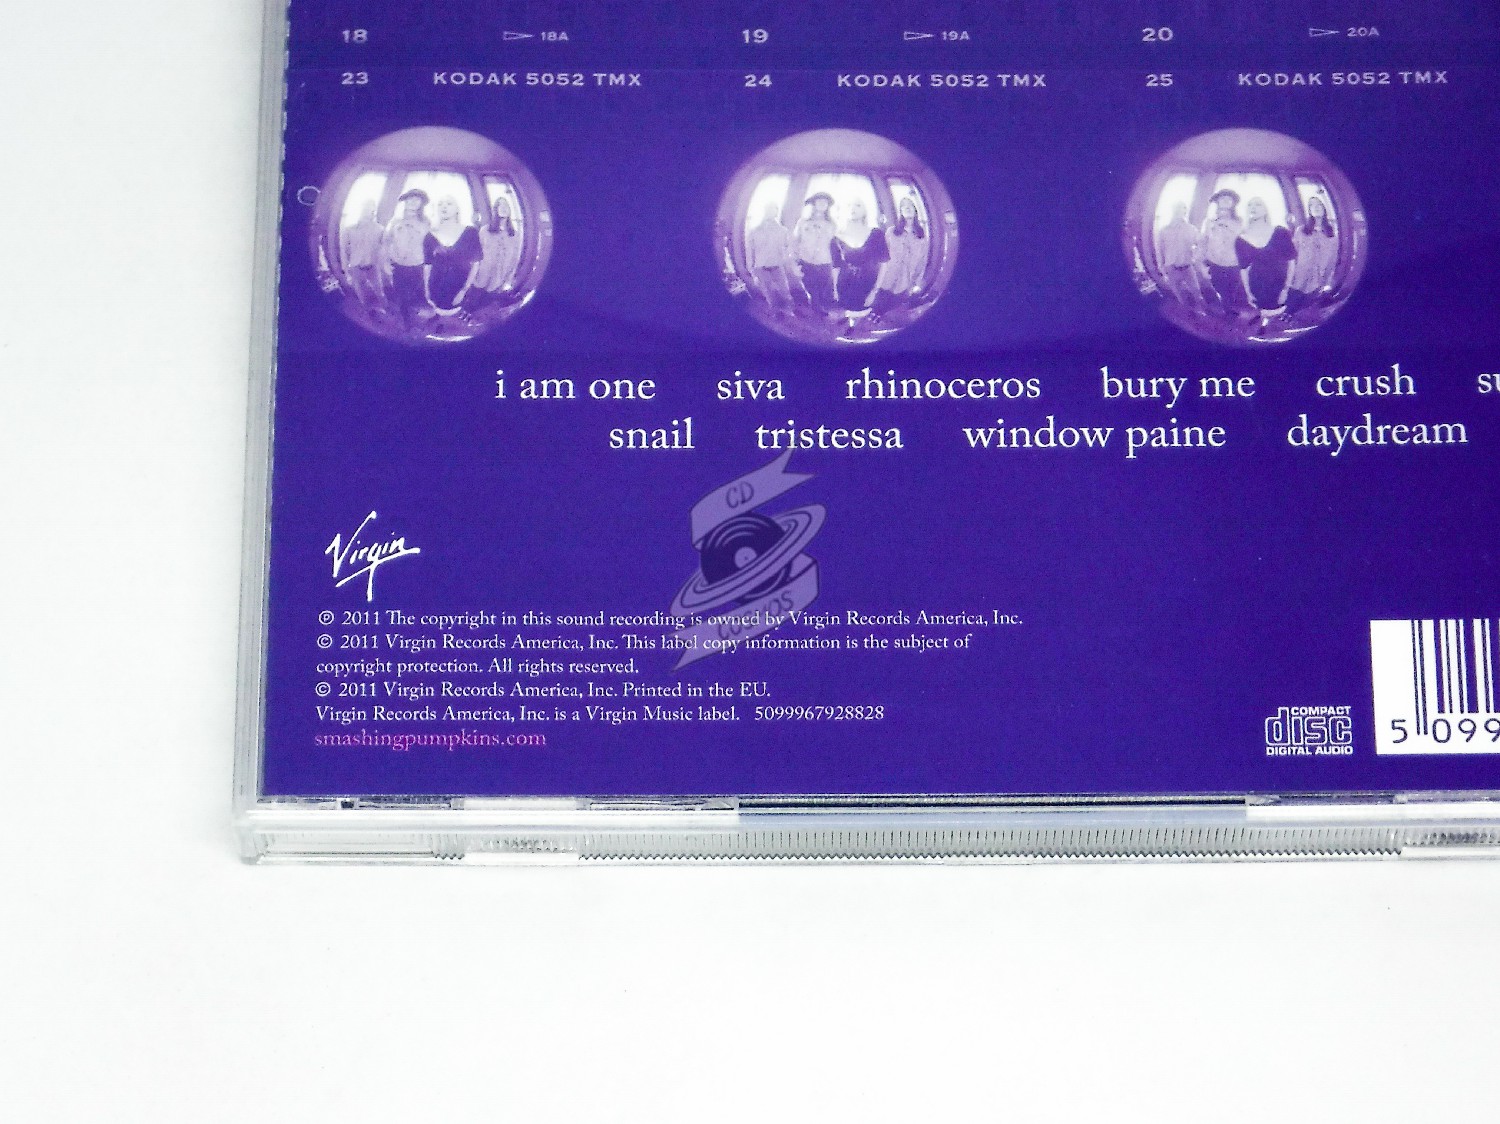 18 18A 19 19A 20 20A
23 KODAK 5052 TMX 24 KODAK 5052 TMX 25 KODAK 5052 TMX
i am one siva rhinoceros bury me crush su
snail tristessa window paine daydream
CD
COSMOS
Virgin
℗ 2011 The copyright in this sound recording is owned by Virgin Records America, Inc.
© 2011 Virgin Records America, Inc. This label copy information is the subject of
copyright protection. All rights reserved.
© 2011 Virgin Records America, Inc. Printed in the EU.
Virgin Records America, Inc. is a Virgin Music label. 5099967928828
smashingpumpkins.com
COMPACT
disc
DIGITAL AUDIO
5 099